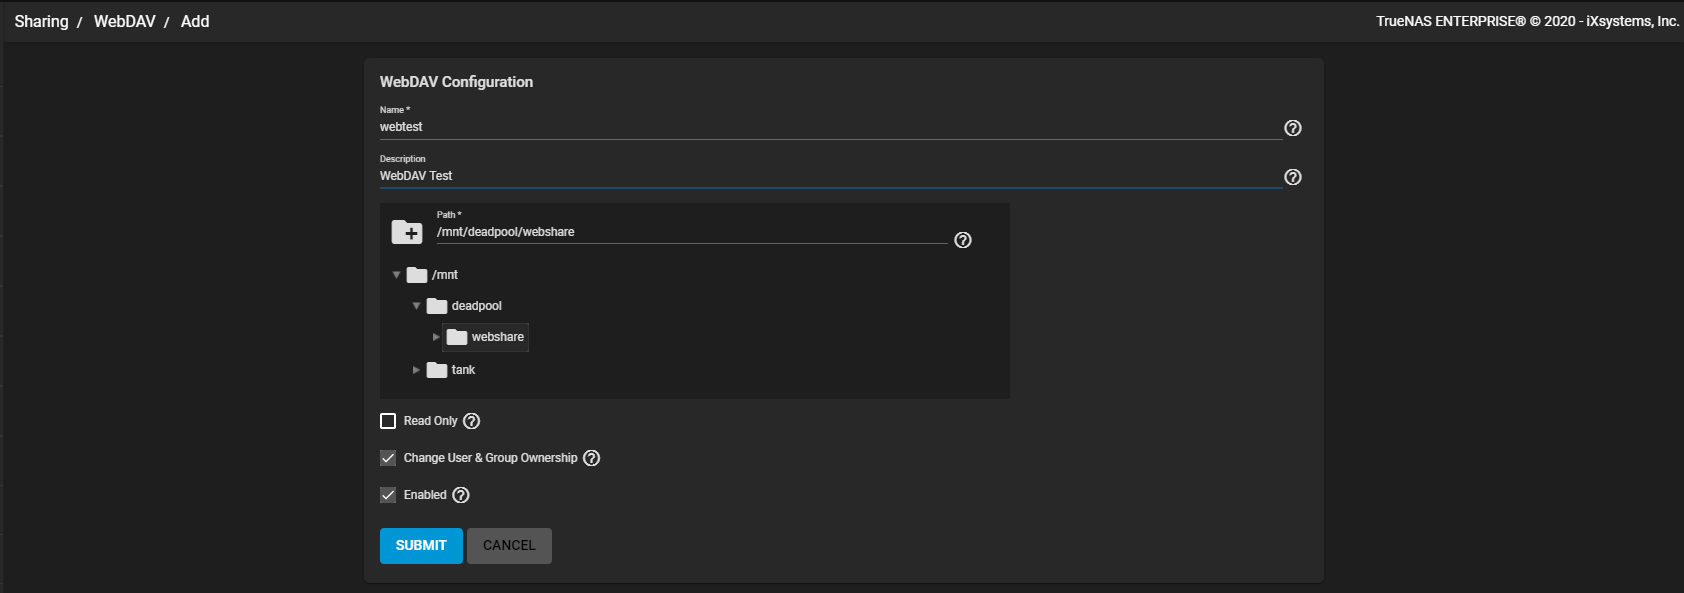 Sharing / WebDAV / Add
TrueNAS ENTERPRISE® © 2020 - iXsystems, Inc.
WebDAV Configuration
Name *
webtest
Description
WebDAV Test
Path *
/mnt/deadpool/webshare
/mnt
deadpool
webshare
tank
Read Only
Change User & Group Ownership
Enabled
SUBMIT CANCEL